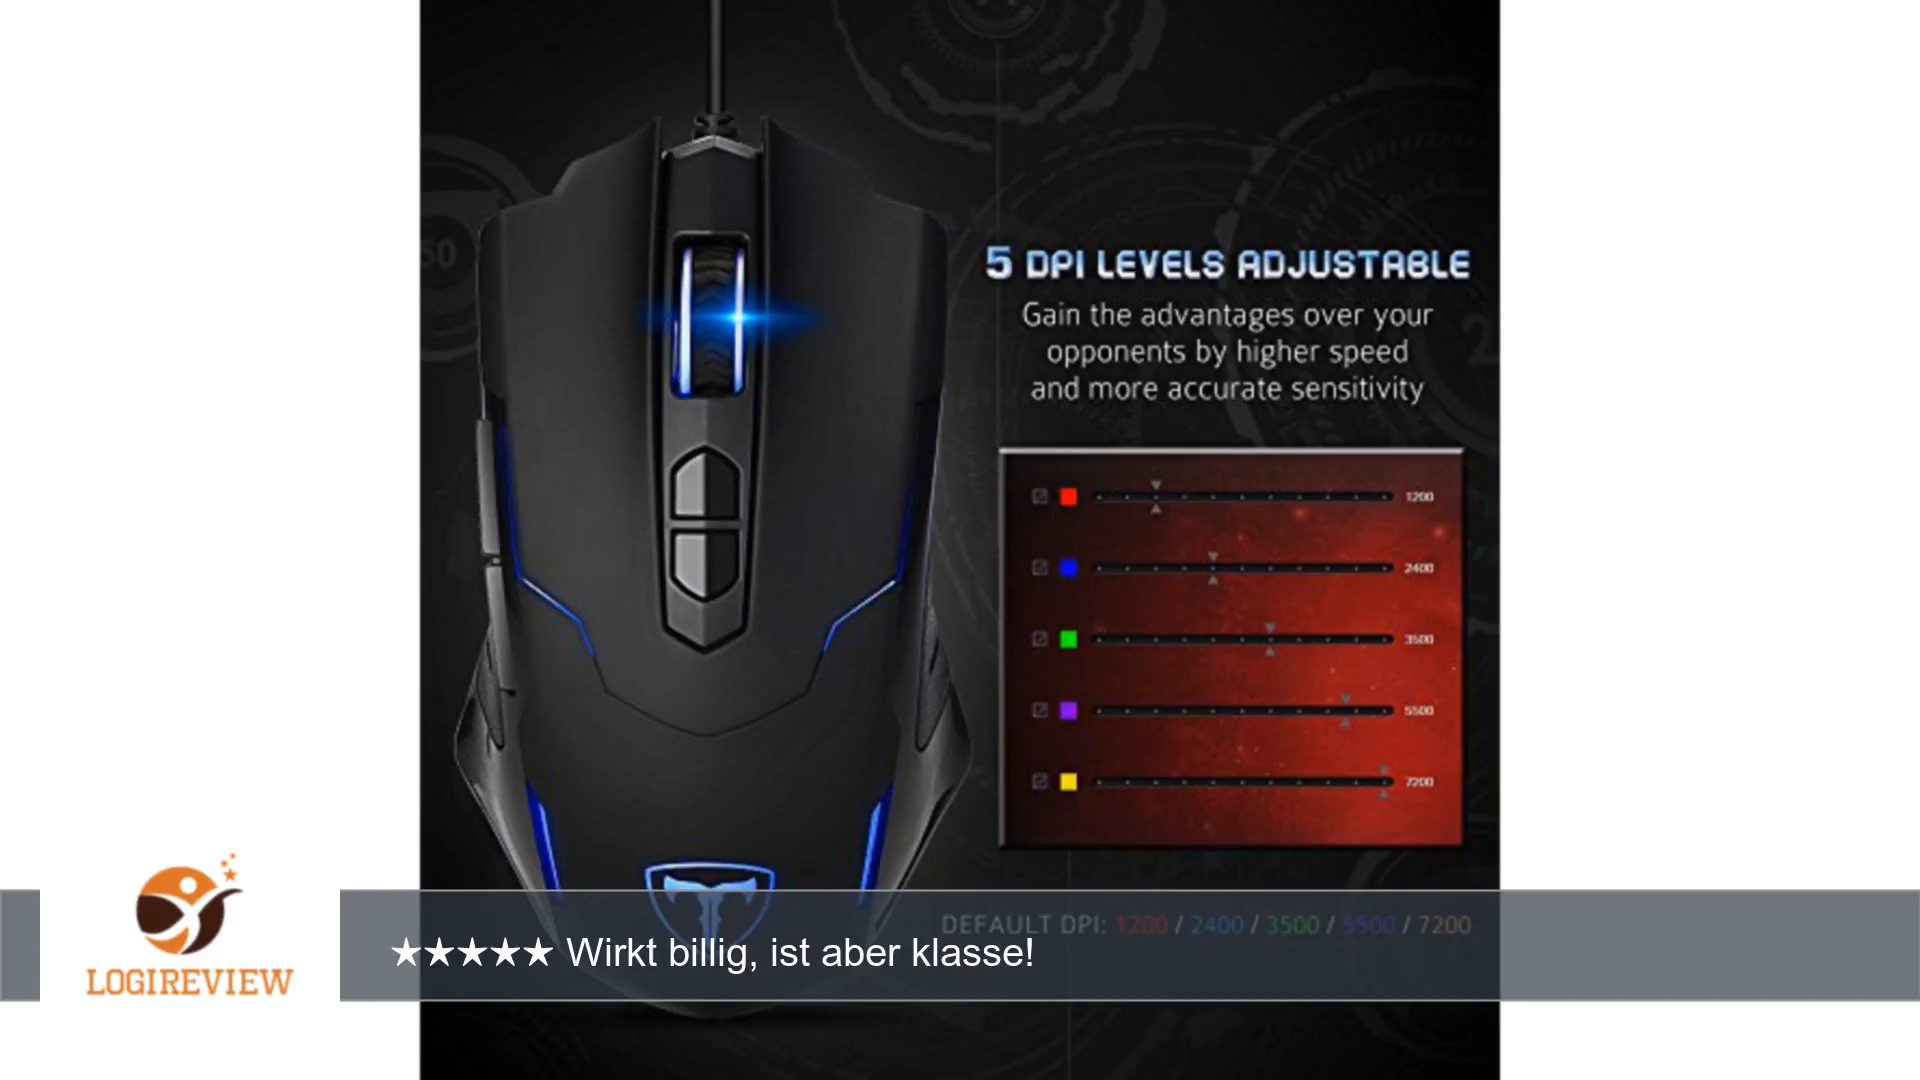 5 DPI LEVELS ADJUSTABLE
Gain the advantages over your
opponents by higher speed
and more accurate sensitivity
1200
2400
3500
5500
7200
DEFAULT DPI: 1200 / 2400 / 3500 / 5500 / 7200
★★★★★ Wirkt billig, ist aber klasse!
LOGIREVIEW